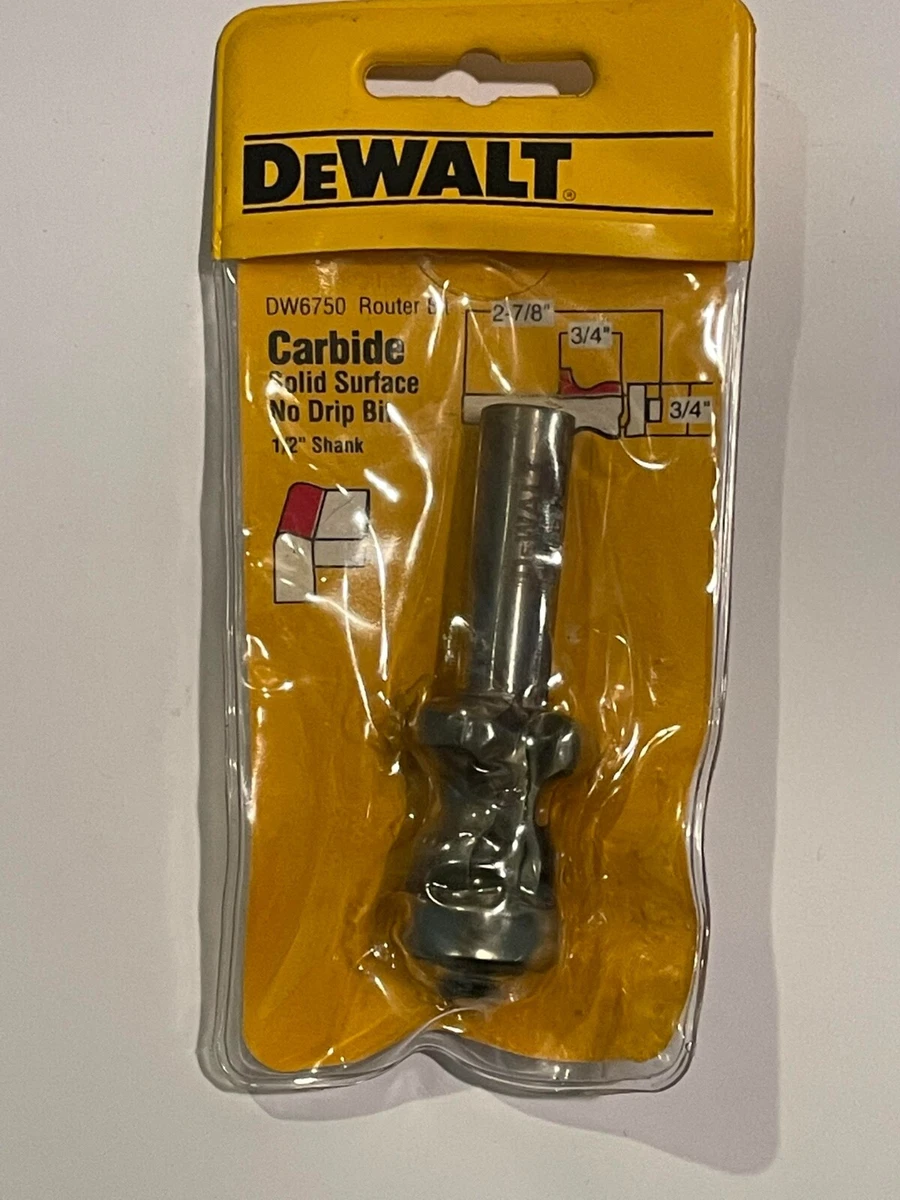 DEWALT®
DW6750 Router
2-7/8"
3/4"
Carbide
Solid Surface
No Drip Bit
3/4"
1/2" Shank